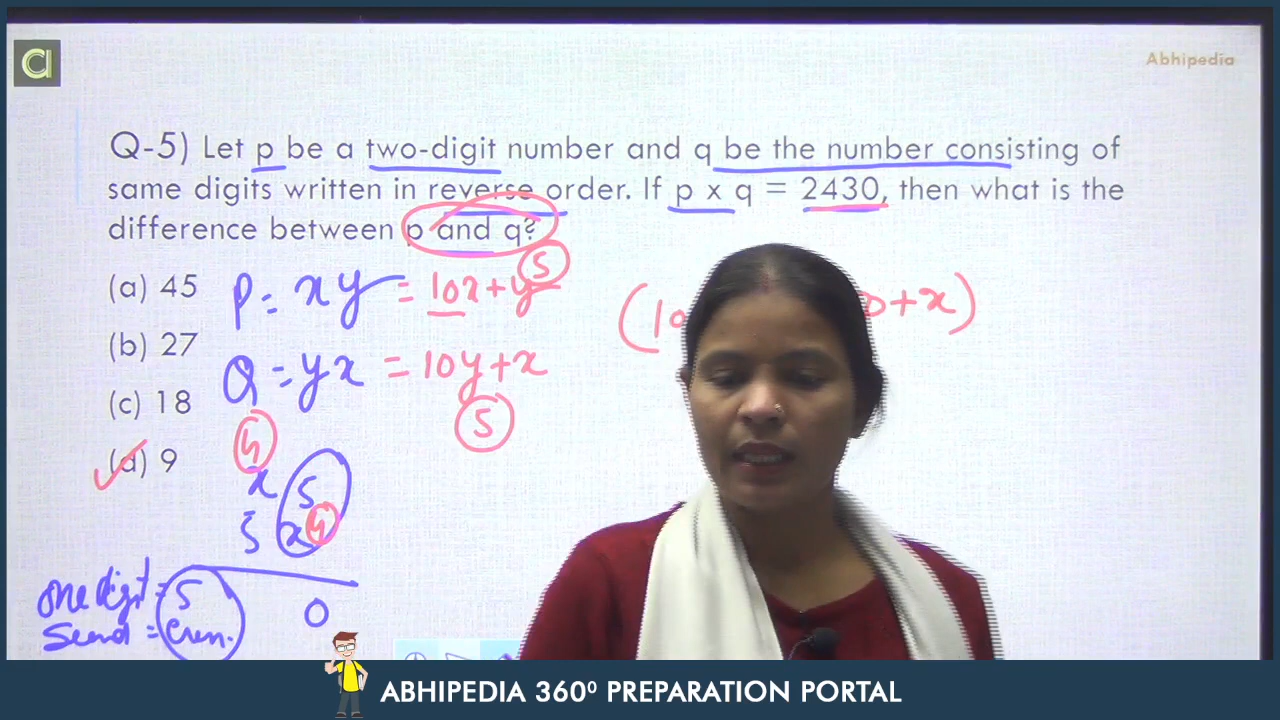 Abhipedia
Q-5) Let p be a two-digit number and q be the number consisting of
same digits written in reverse order. If p x q = 2430, then what is the
difference between p and q?
(a) 45
(b) 27
(c) 18
(d) 9
P = xy = 10x+y 5
Q = yx = 10y+x
5
(10 +x)
4
x 5
5 x 4
0
one digit = 5
= even.
ABHIPEDIA 360⁰ PREPARATION PORTAL